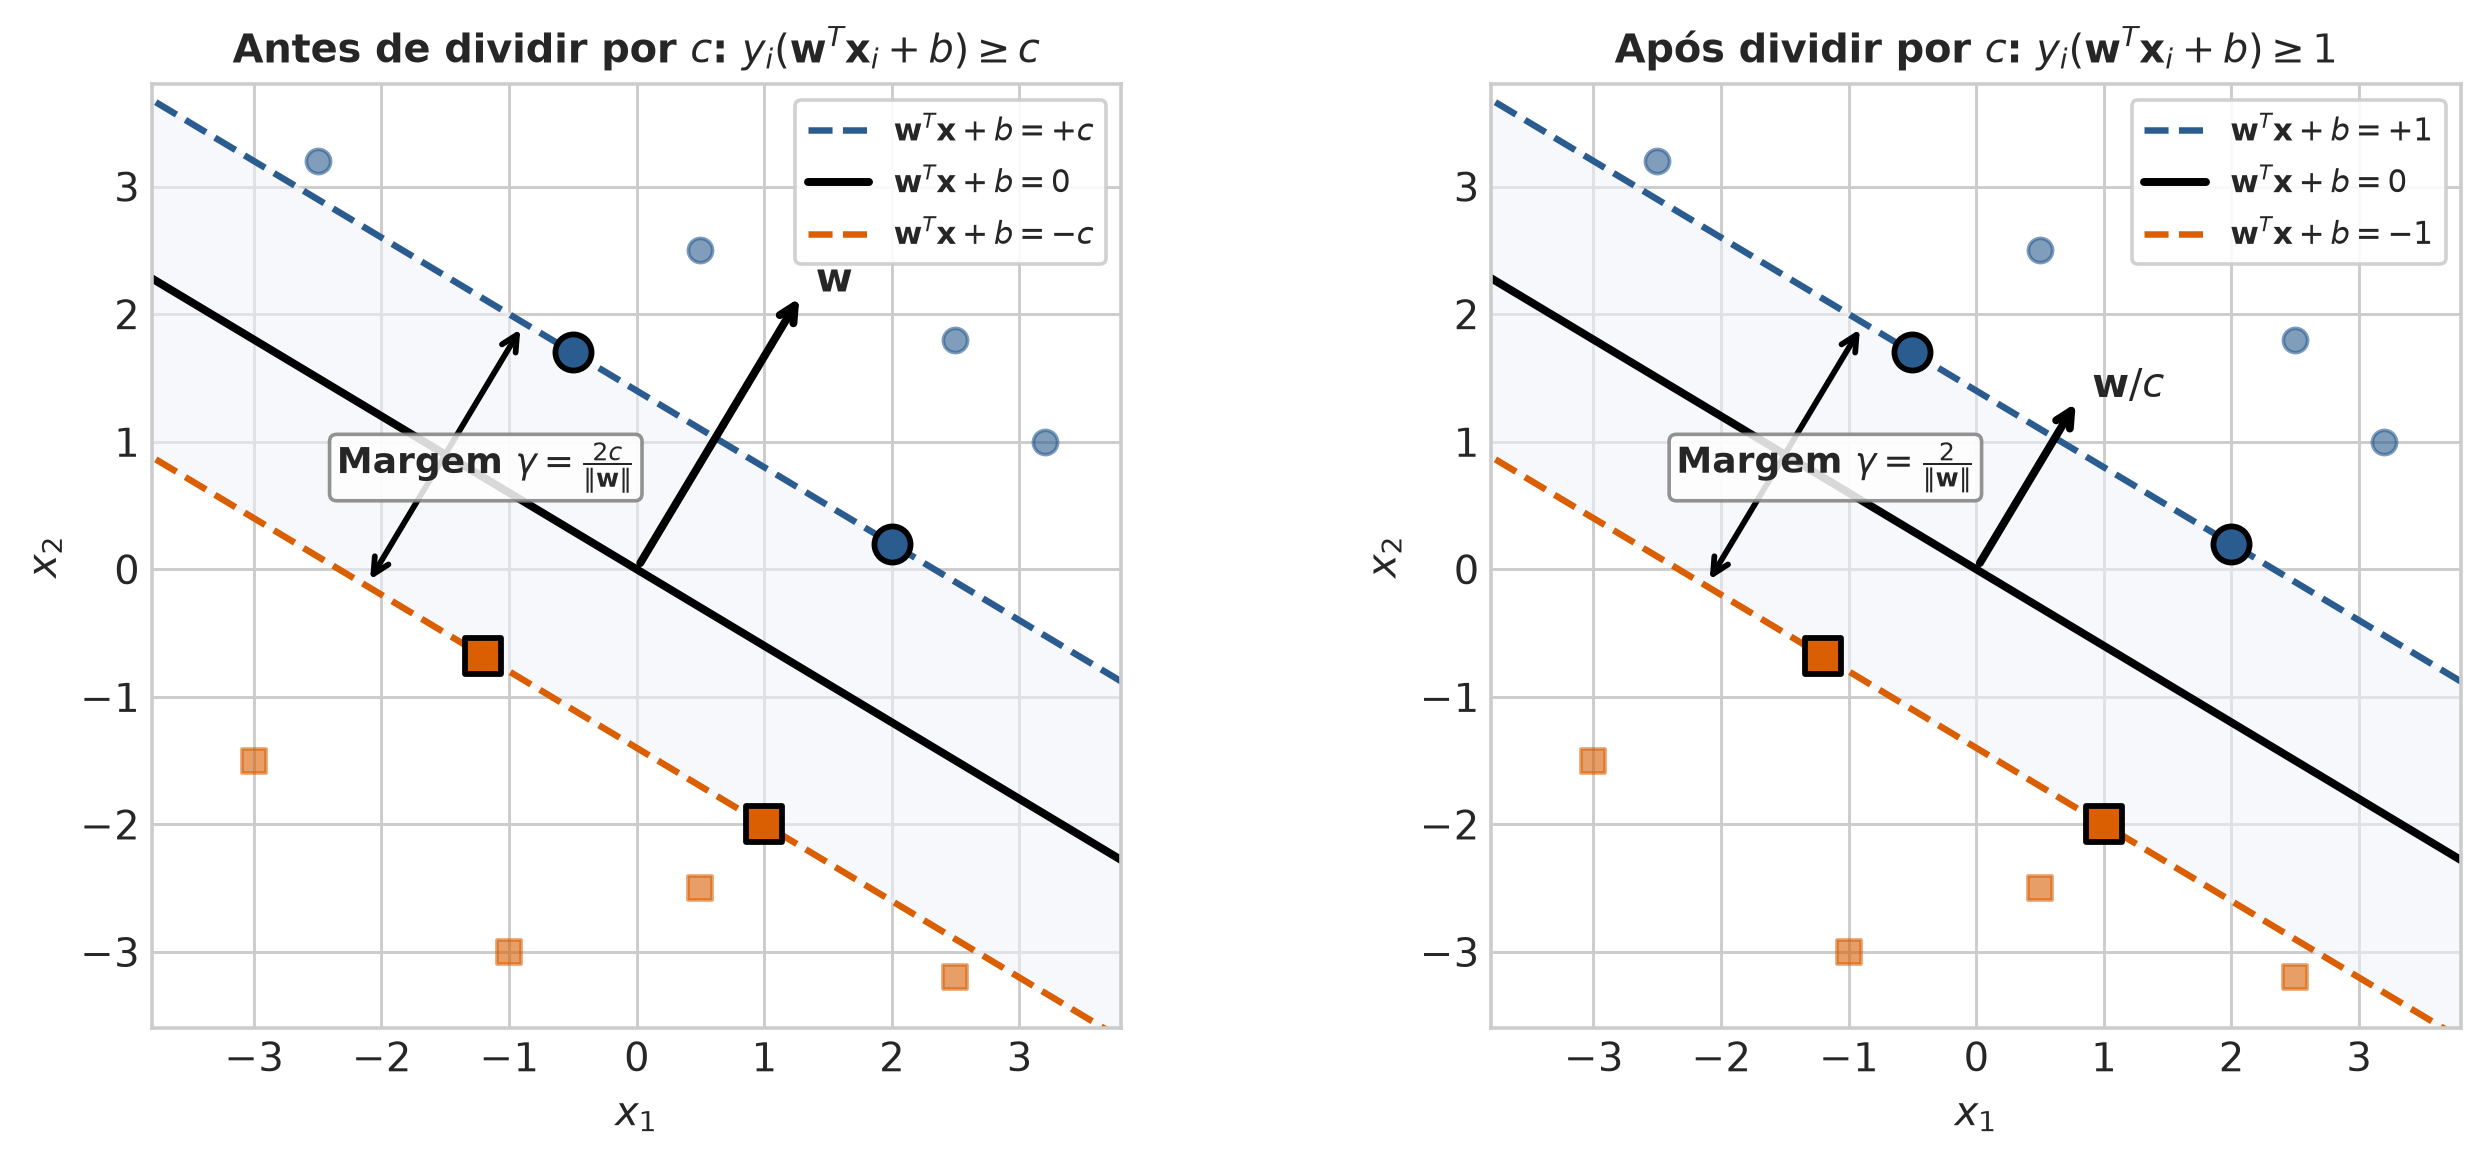 Antes de dividir por c: yᵢ(𝐰ᵀ𝐱ᵢ + b) ≥ c
𝐰ᵀ𝐱 + b = +c
𝐰ᵀ𝐱 + b = 0
𝐰ᵀ𝐱 + b = −c
𝐰
Margem γ = 2c/‖𝐰‖
3
2
1
0
−1
−2
−3
x₂
−3 −2 −1 0 1 2 3
x₁
Após dividir por c: yᵢ(𝐰ᵀ𝐱ᵢ + b) ≥ 1
𝐰ᵀ𝐱 + b = +1
𝐰ᵀ𝐱 + b = 0
𝐰ᵀ𝐱 + b = −1
𝐰/c
Margem γ = 2/‖𝐰‖
3
2
1
0
−1
−2
−3
x₂
−3 −2 −1 0 1 2 3
x₁